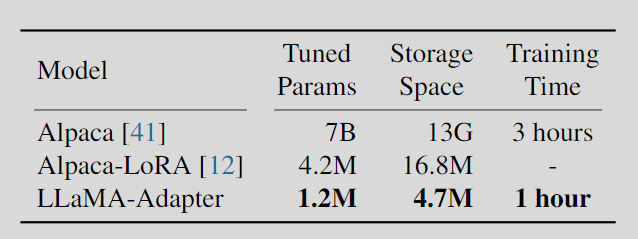 Model Tuned Params Storage Space Training Time
Alpaca [41] 7B 13G 3 hours
Alpaca-LoRA [12] 4.2M 16.8M -
LLaMA-Adapter 1.2M 4.7M 1 hour